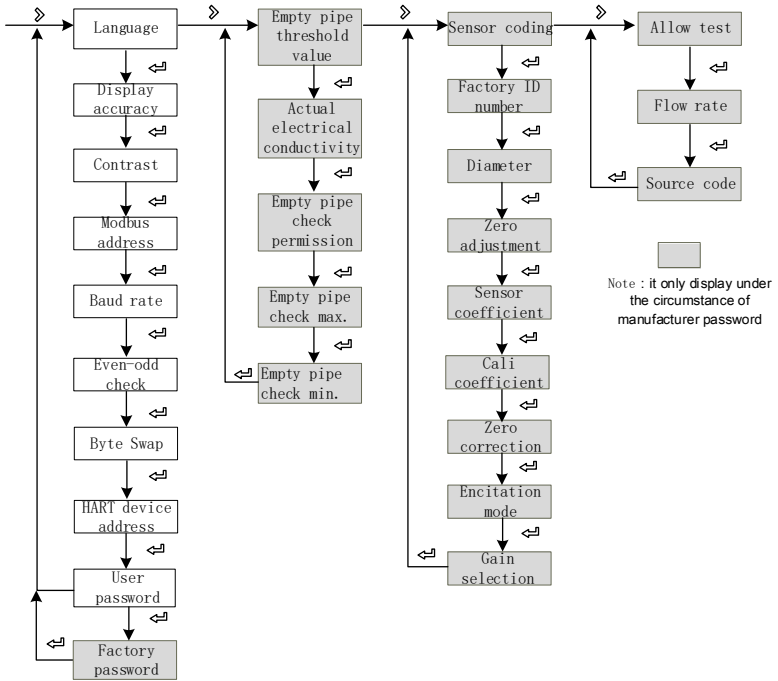 Language
Display
accuracy
Contrast
Modbus
address
Baud rate
Even-odd
check
Byte Swap
HART device
address
User
password
Factory
password
Empty pipe
threshold
value
Actual
electrical
conductivity
Empty pipe
check
permission
Empty pipe
check max.
Empty pipe
check min.
Sensor coding
Factory ID
number
Diameter
Zero
adjustment
Sensor
coefficient
Cali
coefficient
Zero
correction
Encitation
mode
Gain
selection
Allow test
Flow rate
Source code
Note : it only display under
the circumstance of
manufacturer password